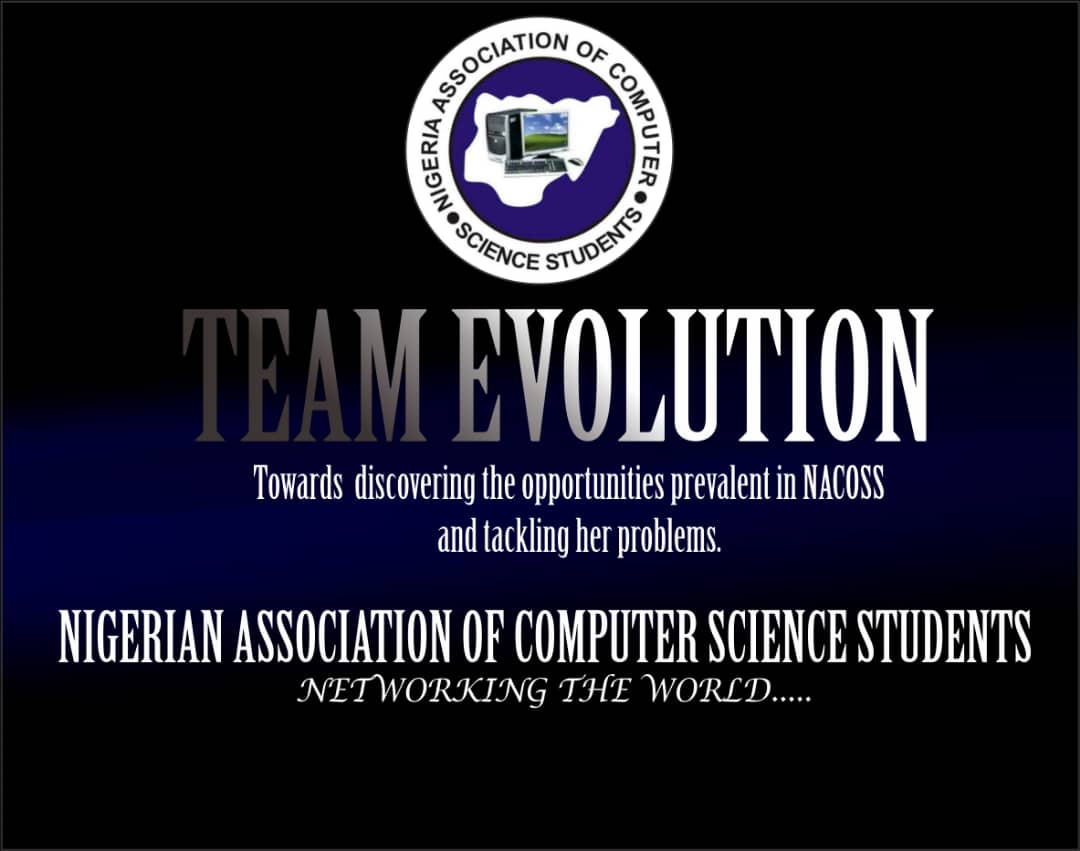 NIGERIA ASSOCIATION OF COMPUTER
SCIENCE STUDENTS
TEAM EVOLUTION
Towards discovering the opportunities prevalent in NACOSS
and tackling her problems.
NIGERIAN ASSOCIATION OF COMPUTER SCIENCE STUDENTS
NETWORKING THE WORLD.....